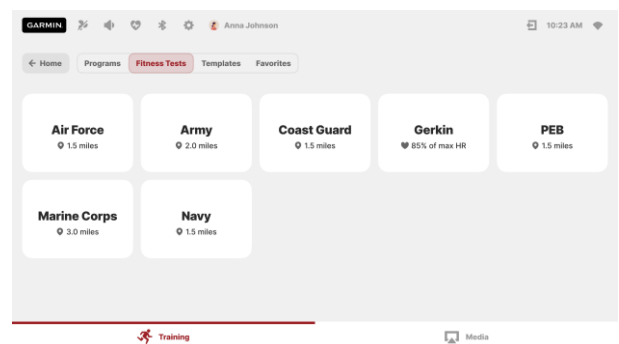 GARMIN Anna Johnson 10:23 AM
← Home Programs Fitness Tests Templates Favorites
Air Force Army Coast Guard Gerkin PEB
1.5 miles 2.0 miles 1.5 miles 85% of max HR 1.5 miles
Marine Corps Navy
3.0 miles 1.5 miles
Training Media